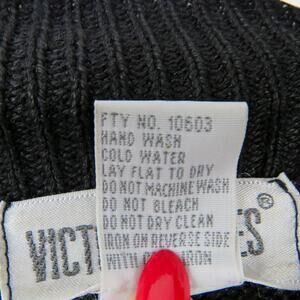 FTY NO. 10603
HAND WASH
COLD WATER
LAY FLAT TO DRY
DO NOT MACHINE WASH
DO NOT BLEACH
DO NOT DRY CLEAN
IRON ON REVERSE SIDE
WITH IRON
VICT ES®